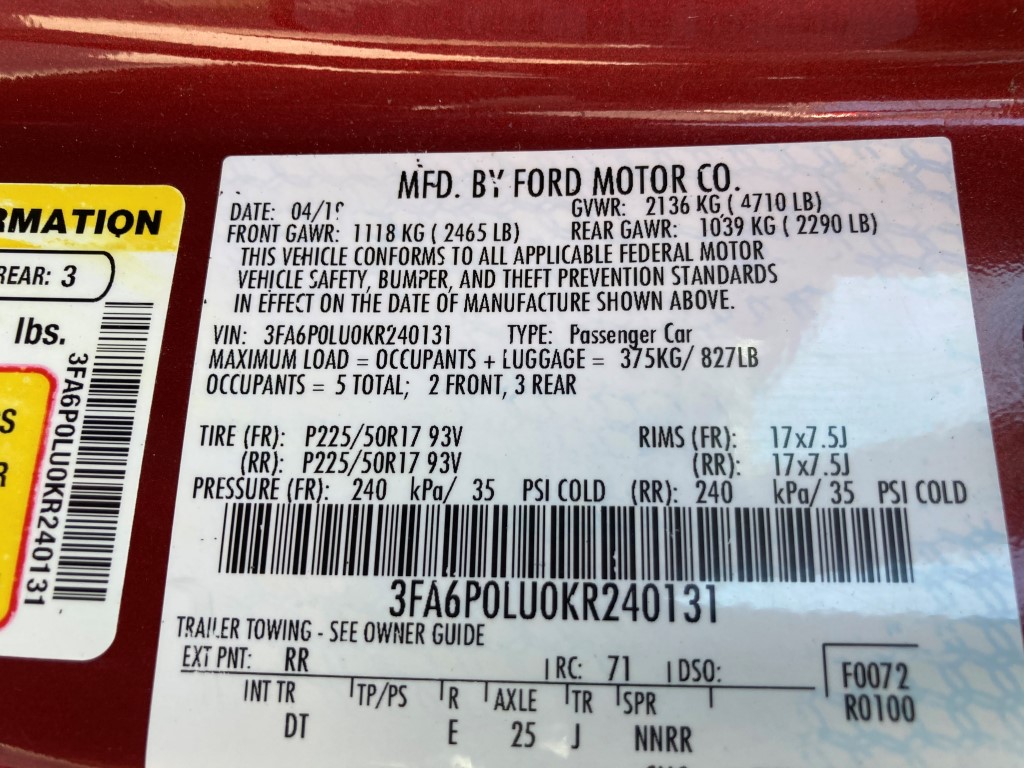 MFD. BY FORD MOTOR CO.
DATE: GVWR: 2136 KG ( 4710 LB)
FRONT GAWR: 1118 KG ( 2465 LB) REAR GAWR: 1039 KG ( 2290 LB)
THIS VEHICLE CONFORMS TO ALL APPLICABLE FEDERAL MOTOR
VEHICLE SAFETY, BUMPER, AND THEFT PREVENTION STANDARDS
IN EFFECT ON THE DATE OF MANUFACTURE SHOWN ABOVE.
VIN: 3FA6P0LU0KR240131 TYPE: Passenger Car
MAXIMUM LOAD = OCCUPANTS + LUGGAGE = 375KG/ 827LB
OCCUPANTS = 5 TOTAL; 2 FRONT, 3 REAR
TIRE (FR): P225/50R17 93V RIMS (FR): 17x7.5J
(RR): P225/50R17 93V (RR): 17x7.5J
PRESSURE (FR): 240 kPa/ 35 PSI COLD (RR): 240 kPa/ 35 PSI COLD
3FA6P0LU0KR240131
TRAILER TOWING - SEE OWNER GUIDE
EXT PNT: RR RC: 71 DSO:
F0072
R0100
INT TR TP/PS R AXLE TR SPR
DT E 25 J NNRR
RMATION
REAR: 3
lbs.
3FA6P0LU0KR240131